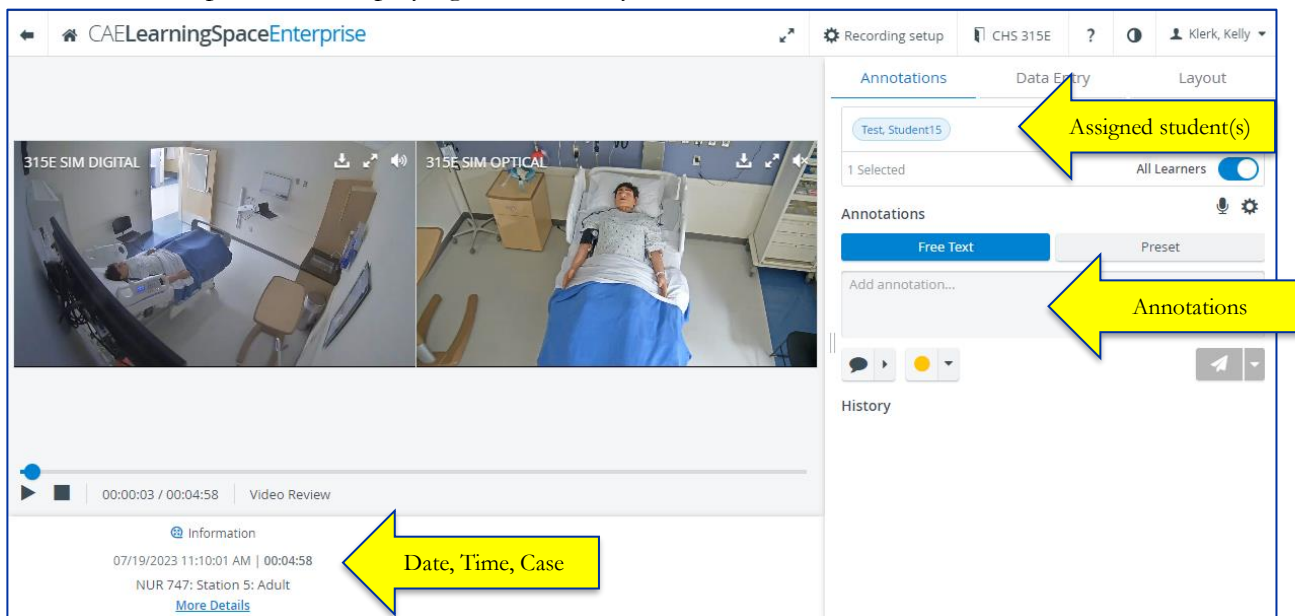 CAELearningSpaceEnterprise
Recording setup
CHS 315E
?
Klerk, Kelly
Annotations
Data Entry
Layout
Test, Student15
Assigned student(s)
1 Selected
All Learners
315E SIM DIGITAL
315E SIM OPTICAL
Annotations
Free Text
Preset
Add annotation...
Annotations
History
00:00:03 / 00:04:58
Video Review
Information
07/19/2023 11:10:01 AM | 00:04:58
NUR 747: Station 5: Adult
More Details
Date, Time, Case